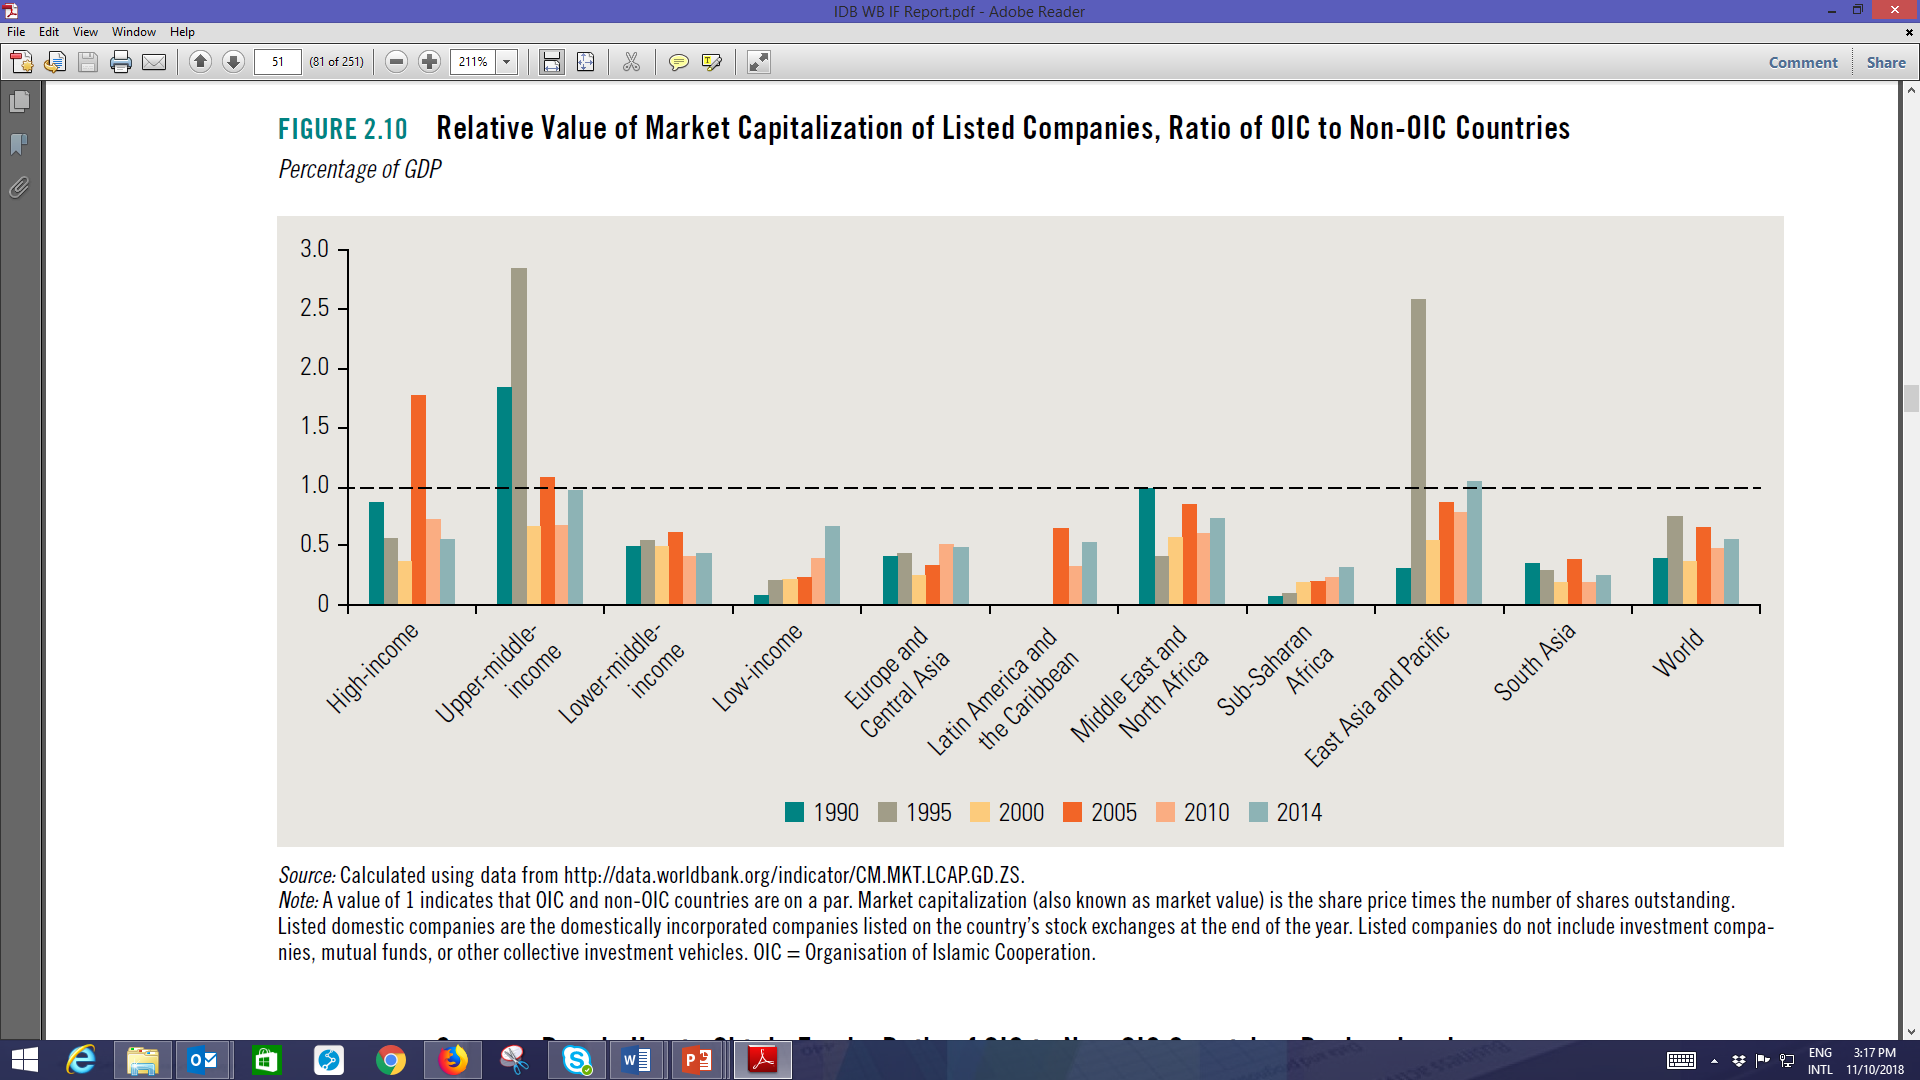 IDB WB IF Report.pdf - Adobe Reader
File Edit View Window Help
51 (81 of 251) 211% Comment Share
FIGURE 2.10 Relative Value of Market Capitalization of Listed Companies, Ratio of OIC to Non-OIC Countries
Percentage of GDP
3.0
2.5
2.0
1.5
1.0
0.5
0
High-income
Upper-middle-
income
Lower-middle-
income
Low-income
Europe and
Central Asia
Latin America and
the Caribbean
Middle East and
North Africa
Sub-Saharan
Africa
East Asia and Pacific
South Asia
World
1990 1995 2000 2005 2010 2014
Source: Calculated using data from http://data.worldbank.org/indicator/CM.MKT.LCAP.GD.ZS.
Note: A value of 1 indicates that OIC and non-OIC countries are on a par. Market capitalization (also known as market value) is the share price times the number of shares outstanding.
Listed domestic companies are the domestically incorporated companies listed on the country's stock exchanges at the end of the year. Listed companies do not include investment compa-
nies, mutual funds, or other collective investment vehicles. OIC = Organisation of Islamic Cooperation.
ENG 3:17 PM
INTL 11/10/2018